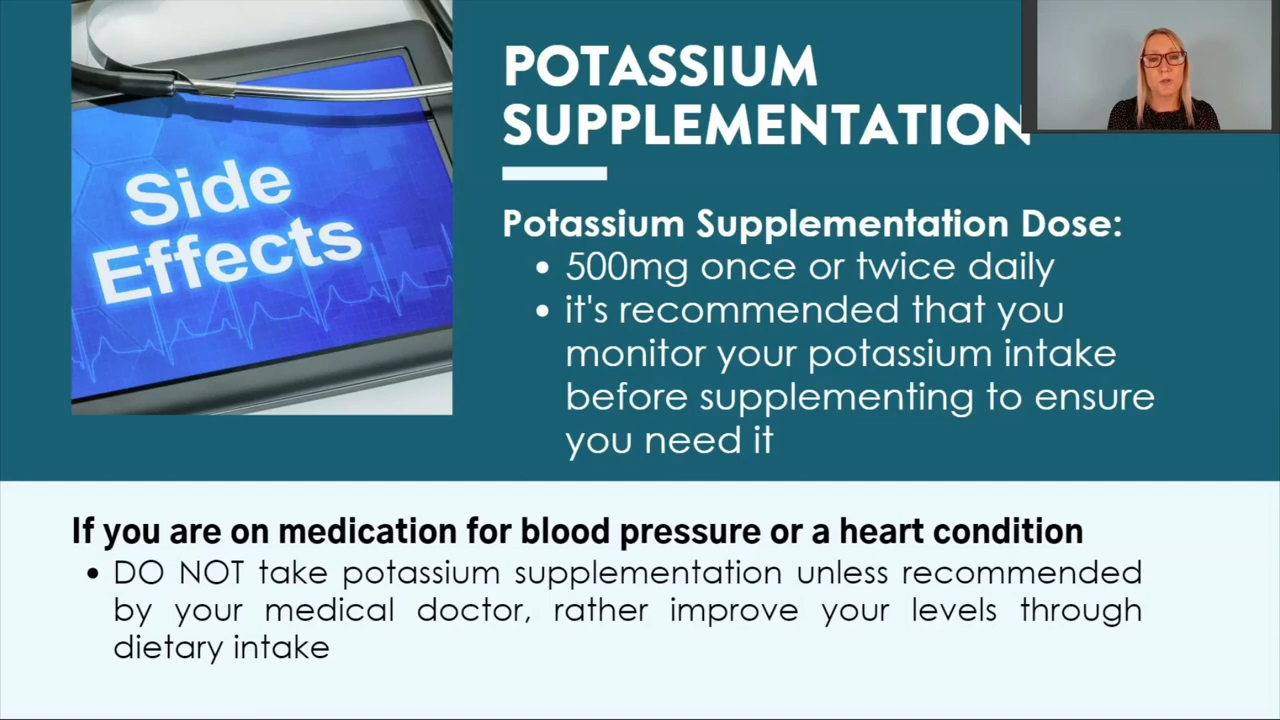 Side
Effects
POTASSIUM
SUPPLEMENTATION
Potassium Supplementation Dose:
• 500mg once or twice daily
• it's recommended that you
monitor your potassium intake
before supplementing to ensure
you need it
If you are on medication for blood pressure or a heart condition
• DO NOT take potassium supplementation unless recommended
by your medical doctor, rather improve your levels through
dietary intake